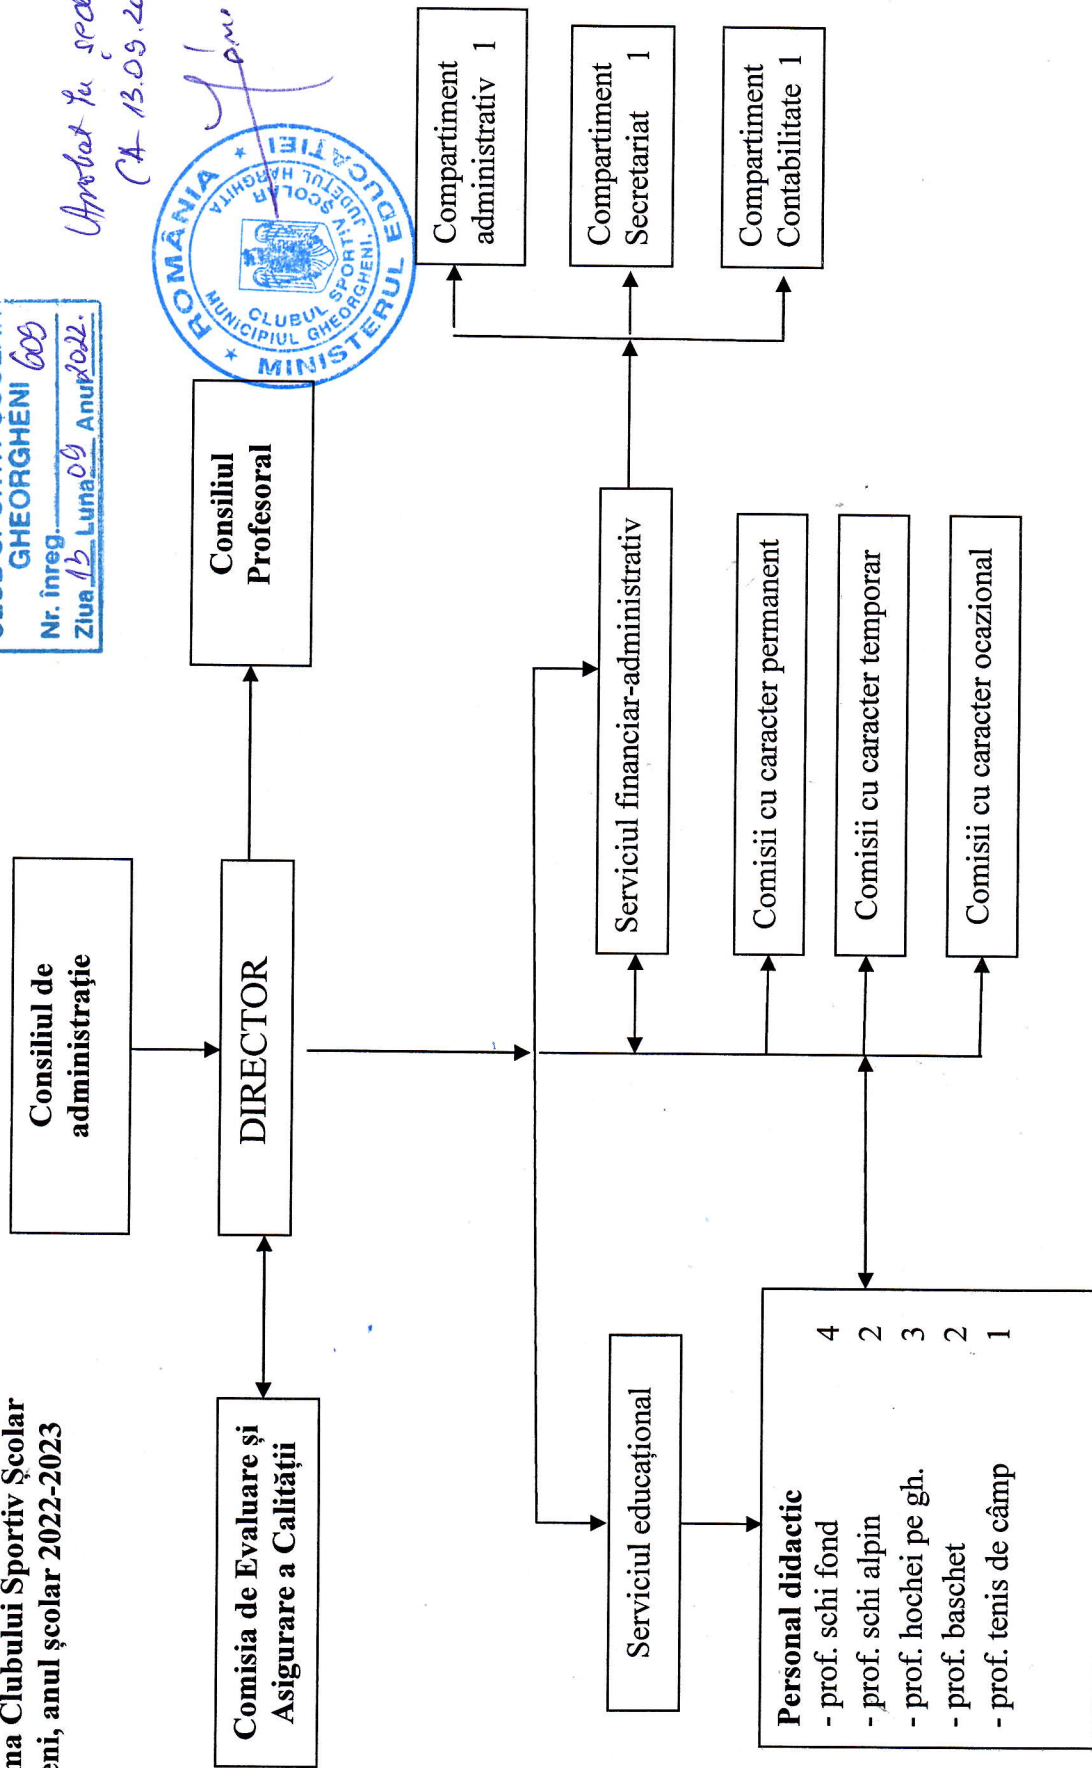 ma Clubului Sportiv Școlar
eni, anul școlar 2022-2023
GHEORGHENI
Nr. înreg. 609
Ziua 13 Luna 09 Anul 2022.
Aprobat în
CA 13.09.20
ROMÂNIA
MINISTERUL EDUCAȚIEI
CLUBUL SPORTIV ȘCOLAR
MUNICIPIUL GHEORGHENI, JUDEȚUL HARGHITA
Consiliul de
administrație
Comisia de Evaluare și
Asigurare a Calității
DIRECTOR
Consiliul
Profesoral
Serviciul educațional
Serviciul financiar-administrativ
Compartiment
administrativ 1
Compartiment
Secretariat 1
Compartiment
Contabilitate 1
Comisii cu caracter permanent
Comisii cu caracter temporar
Comisii cu caracter ocazional
Personal didactic
- prof. schi fond 4
- prof. schi alpin 2
- prof. hochei pe gh. 3
- prof. baschet 2
- prof. tenis de câmp 1